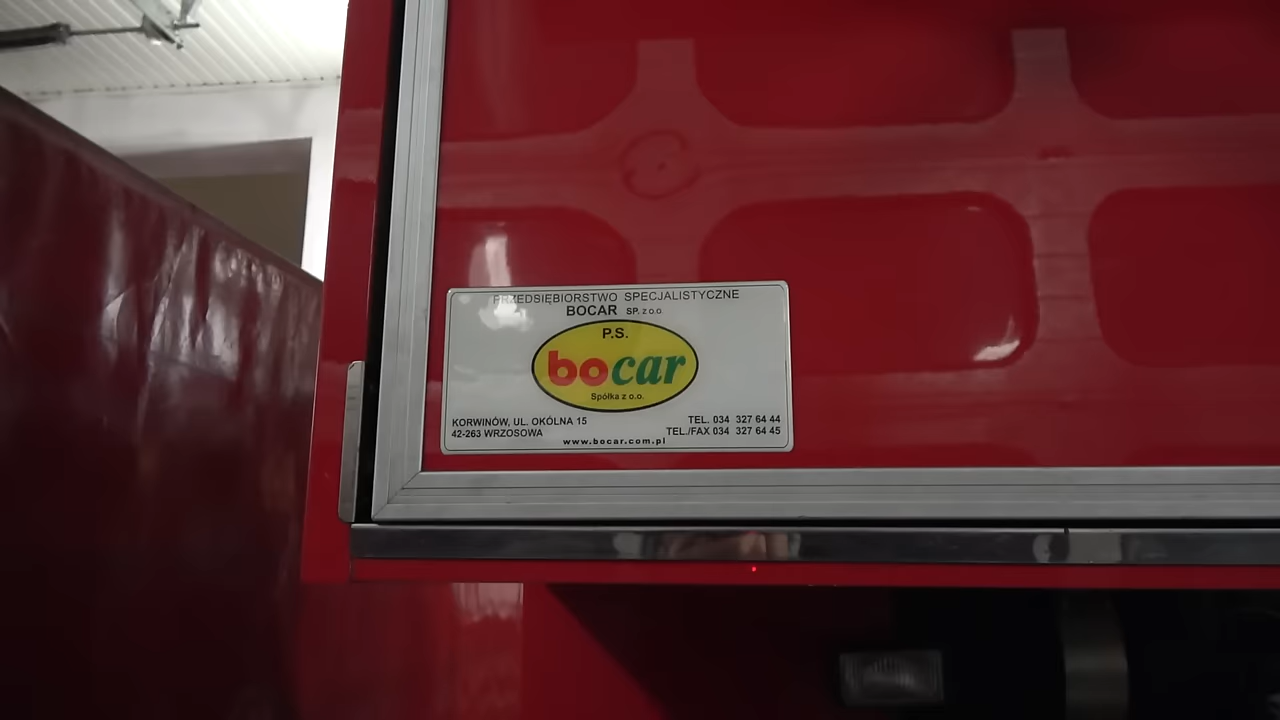 PRZEDSIĘBIORSTWO SPECJALISTYCZNE
BOCAR SP. z o.o
P.S.
bocar
Spółka z o.o.
KORWINÓW, UL. OKÓLNA 15
42-263 WRZOSOWA
TEL. 034 327 64 44
TEL./FAX 034 327 64 45
www.bocar.com.pl